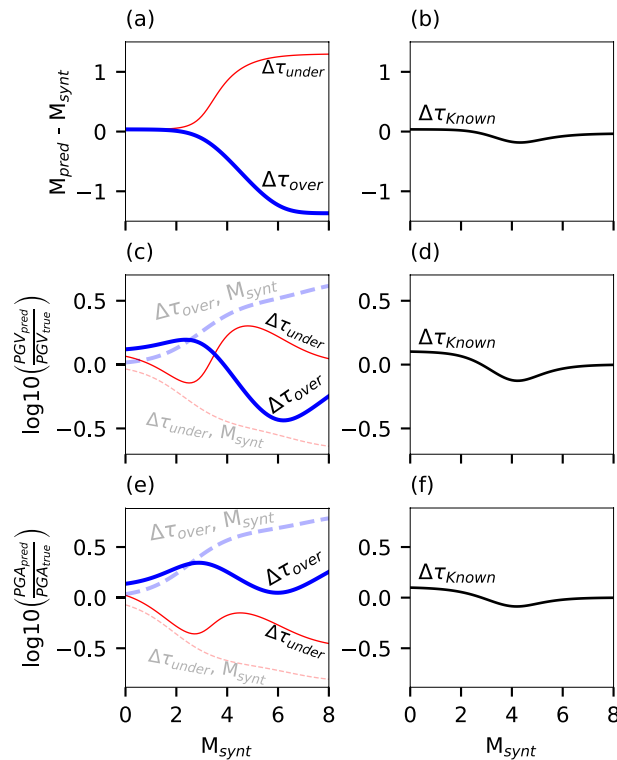 (a)
(b)
M_pred - M_synt
1
0
−1
Δτ_under
Δτ_over
1
0
−1
Δτ_Known
(c)
(d)
log10(PGV_pred/PGV_true)
0.5
0.0
−0.5
Δτ_over, M_synt
Δτ_under
Δτ_over
Δτ_under, M_synt
0.5
0.0
−0.5
Δτ_Known
(e)
(f)
log10(PGA_pred/PGA_true)
0.5
0.0
−0.5
Δτ_over, M_synt
Δτ_over
Δτ_under
Δτ_under, M_synt
0 2 4 6 8
M_synt
0.5
0.0
−0.5
Δτ_Known
0 2 4 6 8
M_synt